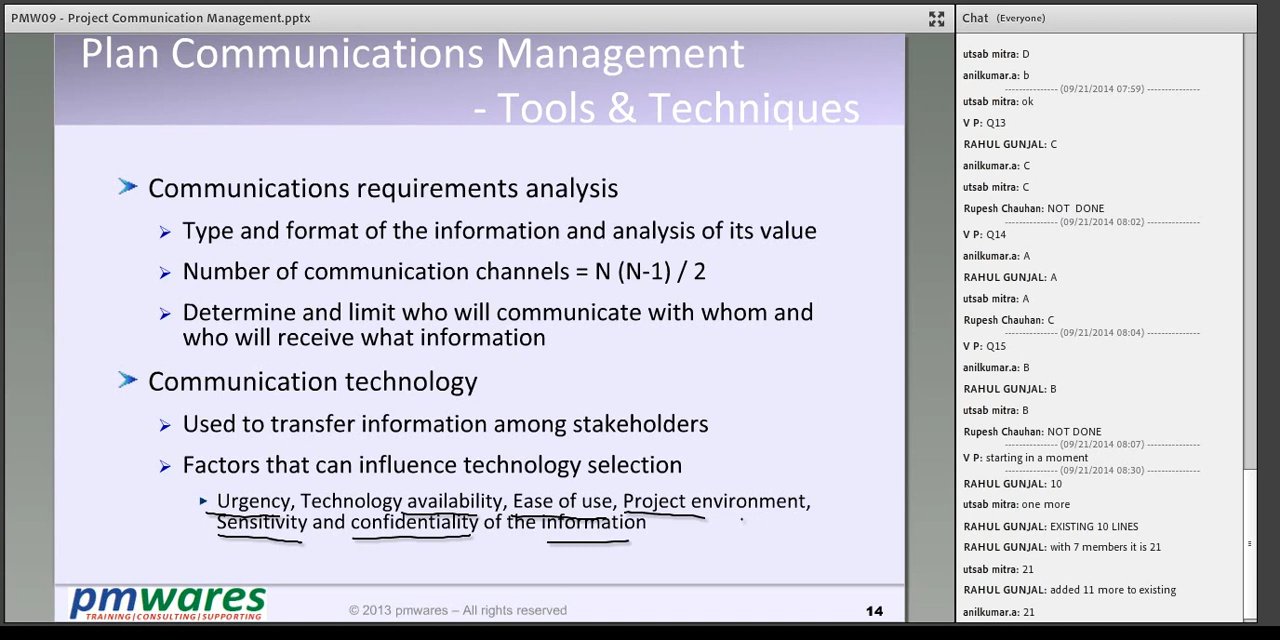 PMW09 - Project Communication Management.pptx
Plan Communications Management
- Tools & Techniques
Communications requirements analysis
Type and format of the information and analysis of its value
Number of communication channels = N (N-1) / 2
Determine and limit who will communicate with whom and
who will receive what information
Communication technology
Used to transfer information among stakeholders
Factors that can influence technology selection
Urgency, Technology availability, Ease of use, Project environment,
Sensitivity and confidentiality of the information
pmwares
TRAINING|CONSULTING|SUPPORTING
© 2013 pmwares – All rights reserved
14
Chat (Everyone)
utsab mitra: D
anilkumar.a: b
--------------- (09/21/2014 07:59) ---------------
utsab mitra: ok
V P: Q13
RAHUL GUNJAL: C
anilkumar.a: C
utsab mitra: C
Rupesh Chauhan: NOT DONE
--------------- (09/21/2014 08:02) ---------------
V P: Q14
anilkumar.a: A
RAHUL GUNJAL: A
utsab mitra: A
Rupesh Chauhan: C
--------------- (09/21/2014 08:04) ---------------
V P: Q15
anilkumar.a: B
RAHUL GUNJAL: B
utsab mitra: B
Rupesh Chauhan: NOT DONE
--------------- (09/21/2014 08:07) ---------------
V P: starting in a moment
--------------- (09/21/2014 08:30) ---------------
RAHUL GUNJAL: 10
utsab mitra: one more
RAHUL GUNJAL: EXISTING 10 LINES
RAHUL GUNJAL: with 7 members it is 21
utsab mitra: 21
RAHUL GUNJAL: added 11 more to existing
anilkumar.a: 21